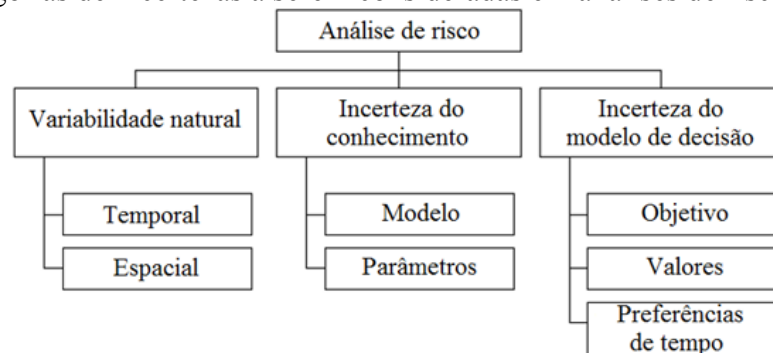 Análise de risco
Variabilidade natural
Incerteza do
conhecimento
Incerteza do
modelo de decisão
Temporal
Espacial
Modelo
Parâmetros
Objetivo
Valores
Preferências
de tempo